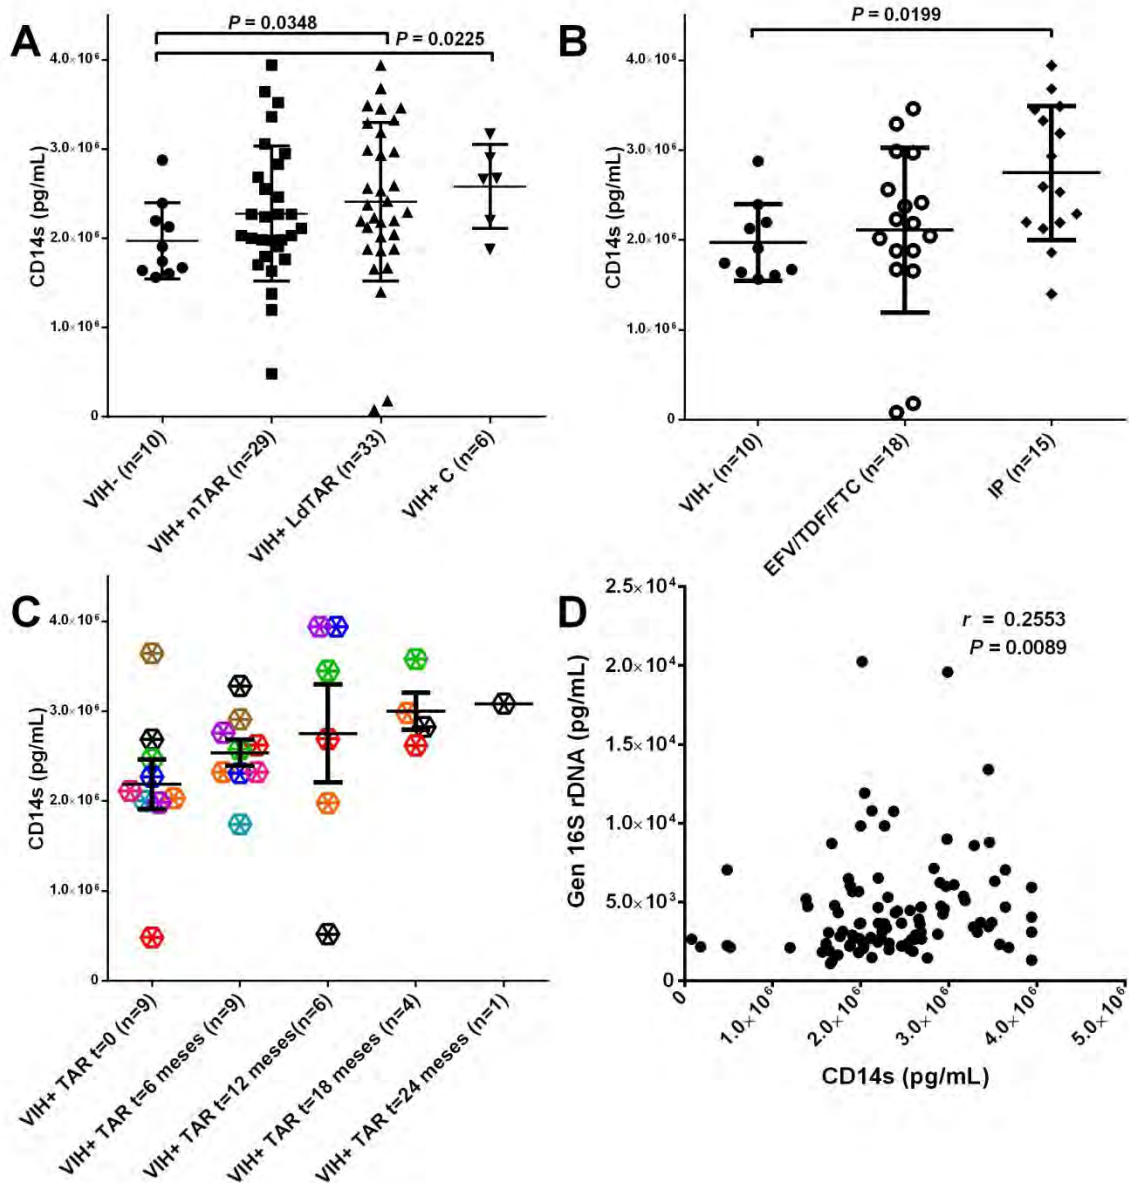 A
P = 0.0348
P = 0.0225
4.0×10⁶
3.0×10⁶
2.0×10⁶
1.0×10⁶
0
CD14s (pg/mL)
VIH- (n=10)
VIH+ nTAR (n=29)
VIH+ LdTAR (n=33)
VIH+ C (n=6)
B
P = 0.0199
4.0×10⁶
3.0×10⁶
2.0×10⁶
1.0×10⁶
0
CD14s (pg/mL)
VIH- (n=10)
EFV/TDF/FTC (n=18)
IP (n=15)
C
4.0×10⁶
3.0×10⁶
2.0×10⁶
1.0×10⁶
0
CD14s (pg/mL)
VIH+ TAR t=0 (n=9)
VIH+ TAR t=6 meses (n=9)
VIH+ TAR t=12 meses(n=6)
VIH+ TAR t=18 meses (n=4)
VIH+ TAR t=24 meses (n=1)
D
r = 0.2553
P = 0.0089
2.5×10⁴
2.0×10⁴
1.5×10⁴
1.0×10⁴
5.0×10³
0
Gen 16S rDNA (pg/mL)
0
1.0×10⁶
2.0×10⁶
3.0×10⁶
4.0×10⁶
5.0×10⁶
CD14s (pg/mL)